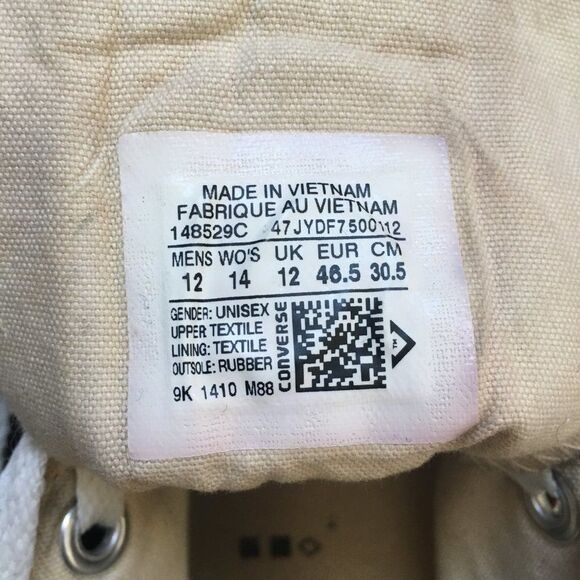 MADE IN VIETNAM
FABRIQUE AU VIETNAM
148529C 47JYDF7500112
MENS WO'S UK EUR CM
12 14 12 46.5 30.5
GENDER: UNISEX
UPPER: TEXTILE
LINING: TEXTILE
OUTSOLE: RUBBER
9K 1410 M88
CONVERSE
TM